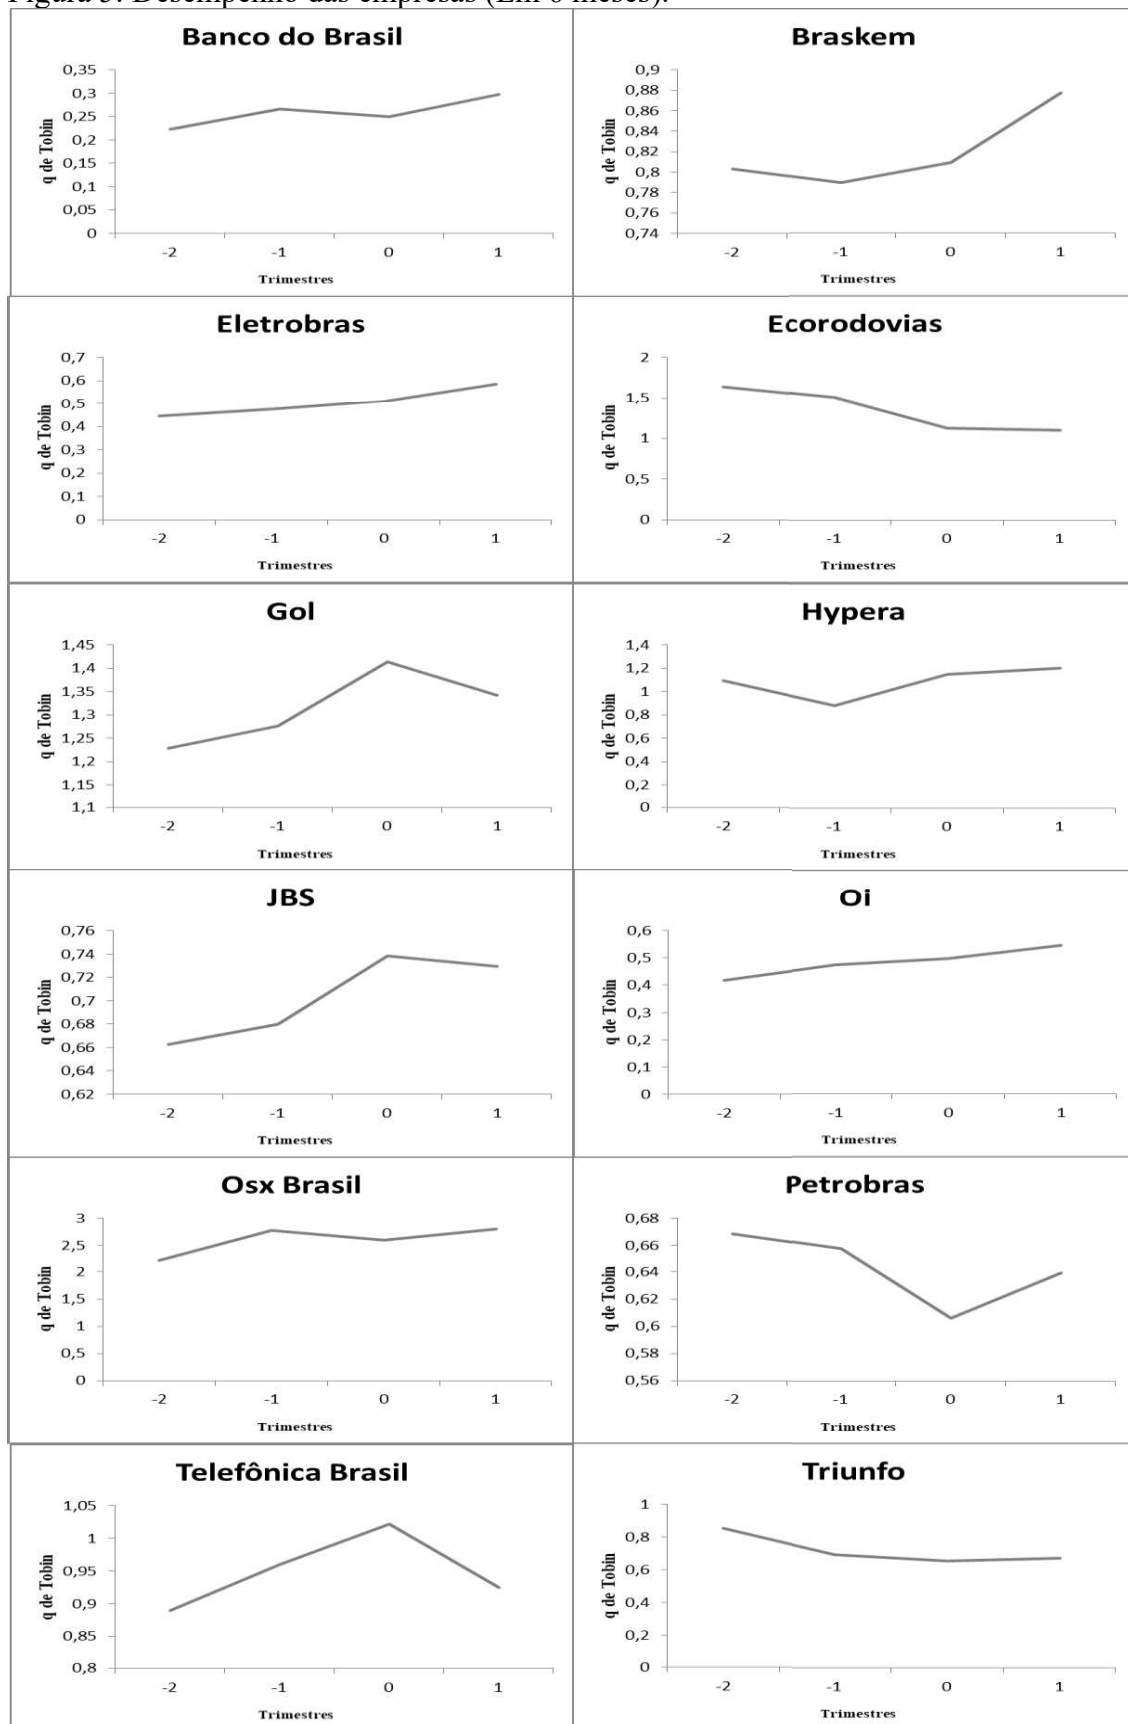 Figura Desempenho das empresas (Em 6 meses).
Banco do Brasil
0,35
0,3
0,25
0,2
0,15
0,1
0,05
0
q de Tobin
-2 -1 0 1
Trimestres
Braskem
0,9
0,88
0,86
0,84
0,82
0,8
0,78
0,76
0,74
q de Tobin
-2 -1 0 1
Trimestres
Eletrobras
0,7
0,6
0,5
0,4
0,3
0,2
0,1
0
q de Tobin
-2 -1 0 1
Trimestres
Ecorodovias
2
1,5
1
0,5
0
q de Tobin
-2 -1 0 1
Trimestres
Gol
1,45
1,4
1,35
1,3
1,25
1,2
1,15
1,1
q de Tobin
-2 -1 0 1
Trimestres
Hypera
1,4
1,2
1
0,8
0,6
0,4
0,2
0
q de Tobin
-2 -1 0 1
Trimestres
JBS
0,76
0,74
0,72
0,7
0,68
0,66
0,64
0,62
q de Tobin
-2 -1 0 1
Trimestres
Oi
0,6
0,5
0,4
0,3
0,2
0,1
0
q de Tobin
-2 -1 0 1
Trimestres
Osx Brasil
3
2,5
2
1,5
1
0,5
0
q de Tobin
-2 -1 0 1
Trimestres
Petrobras
0,68
0,66
0,64
0,62
0,6
0,58
0,56
q de Tobin
-2 -1 0 1
Trimestres
Telefônica Brasil
1,05
1
0,95
0,9
0,85
0,8
q de Tobin
-2 -1 0 1
Trimestres
Triunfo
1
0,8
0,6
0,4
0,2
0
q de Tobin
-2 -1 0 1
Trimestres